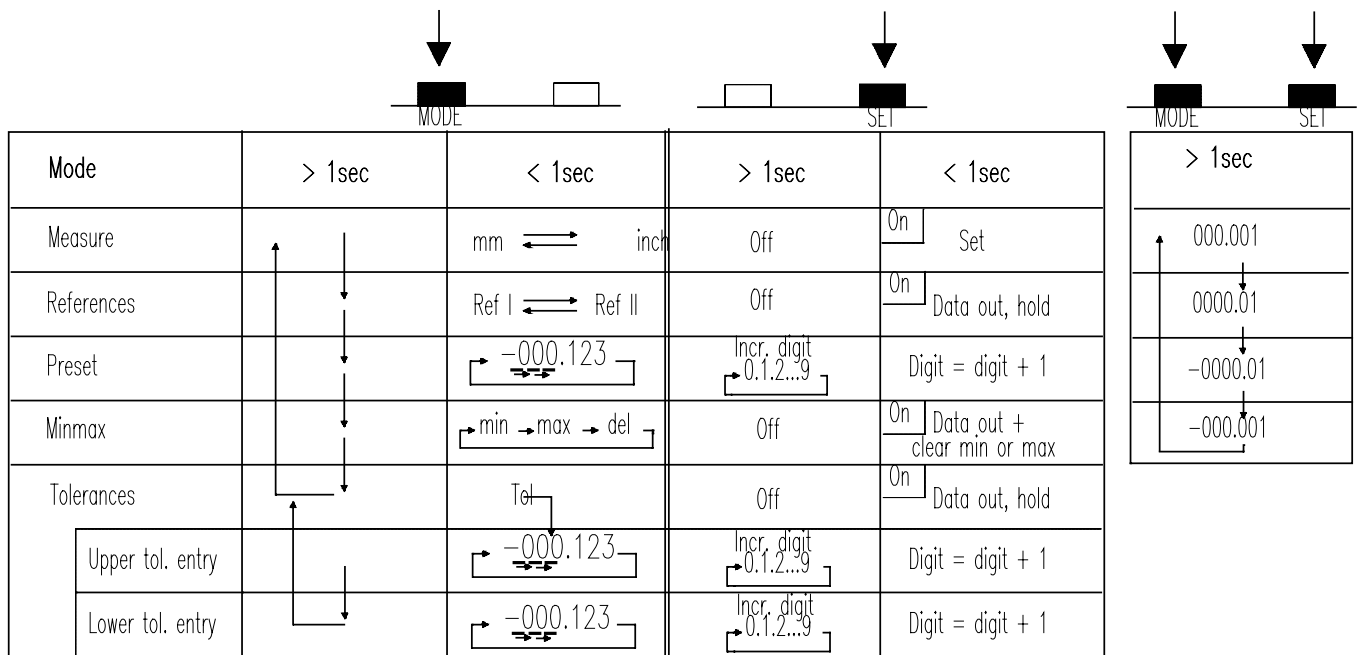 MODE
SET
MODE SET
Mode > 1sec < 1sec > 1sec < 1sec > 1sec
Measure mm inch Off On Set 000.001
References Ref I Ref II Off On Data out, hold 0000.01
Preset -000.123 Incr. digit Digit = digit + 1 -0000.01
0.1.2...9
Minmax min max del Off On Data out + -000.001
clear min or max
Tolerances Tol Off On Data out, hold
Upper tol. entry -000.123 Incr. digit Digit = digit + 1
0.1.2...9
Lower tol. entry -000.123 Incr. digit Digit = digit + 1
0.1.2...9